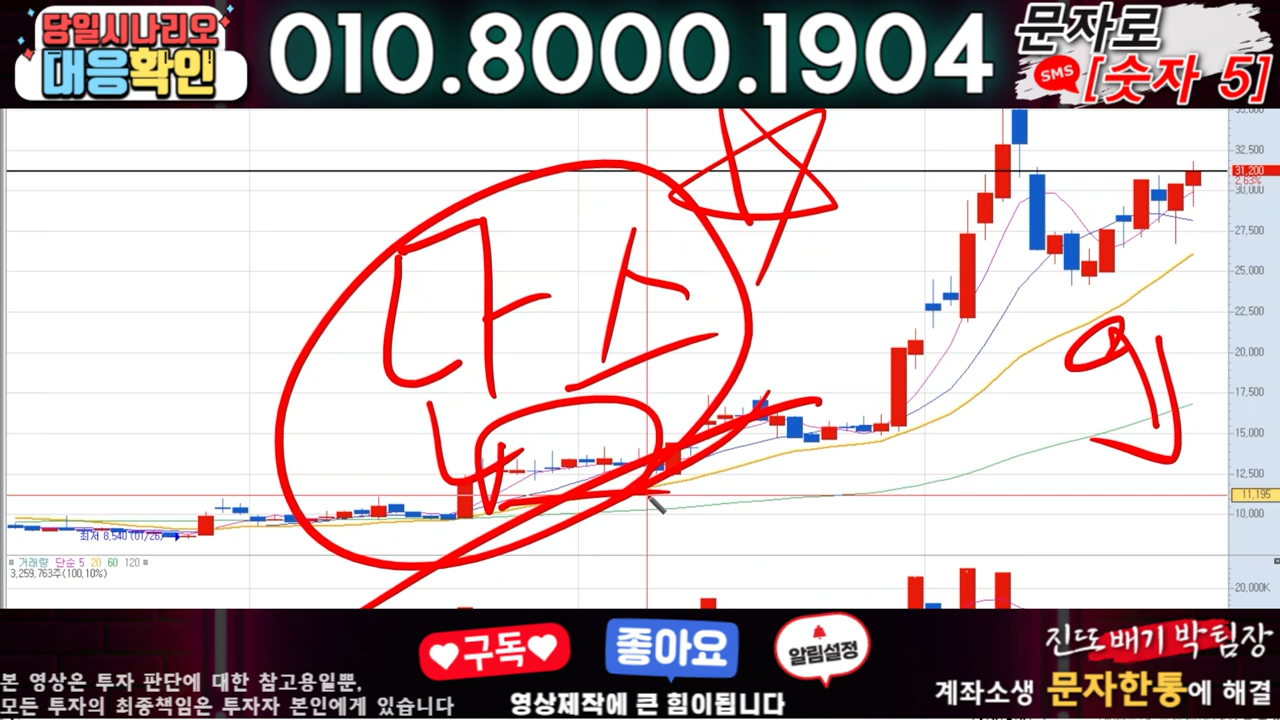 당일시나리오
대응확인
010.8000.1904
문자로
SMS
[숫자 5]
32,500
31,200
2.63%
30,000
27,500
25,000
22,500
20,000
17,500
15,000
12,500
11,195
10,000
최저 8,540 (01/26)
거래량 단순 5 20 60 120
3,259,763주(100,10%)
20,000K
나스
구독
좋아요
알림설정
진또배기 박팀장
본 영상은 투자 판단에 대한 참고용일뿐,
모든 투자의 최종책임은 투자자 본인에게 있습니다
영상제작에 큰 힘이됩니다
계좌소생 문자한통에 해결